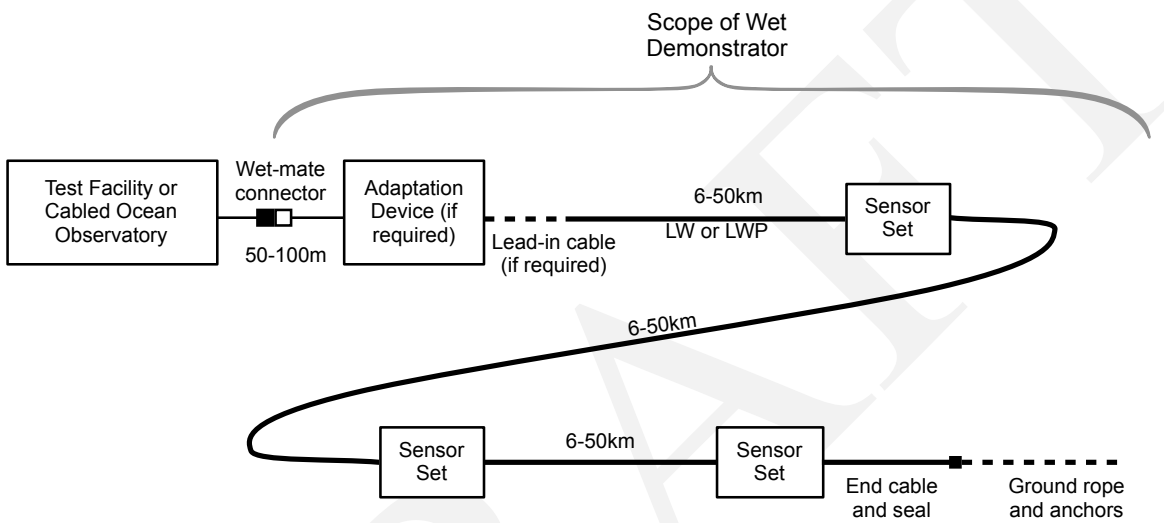 Scope of Wet
Demonstrator
Test Facility or
Cabled Ocean
Observatory
Wet-mate
connector
50-100m
Adaptation
Device (if
required)
Lead-in cable
(if required)
6-50km
LW or LWP
Sensor
Set
6-50km
Sensor
Set
6-50km
Sensor
Set
End cable
and seal
Ground rope
and anchors